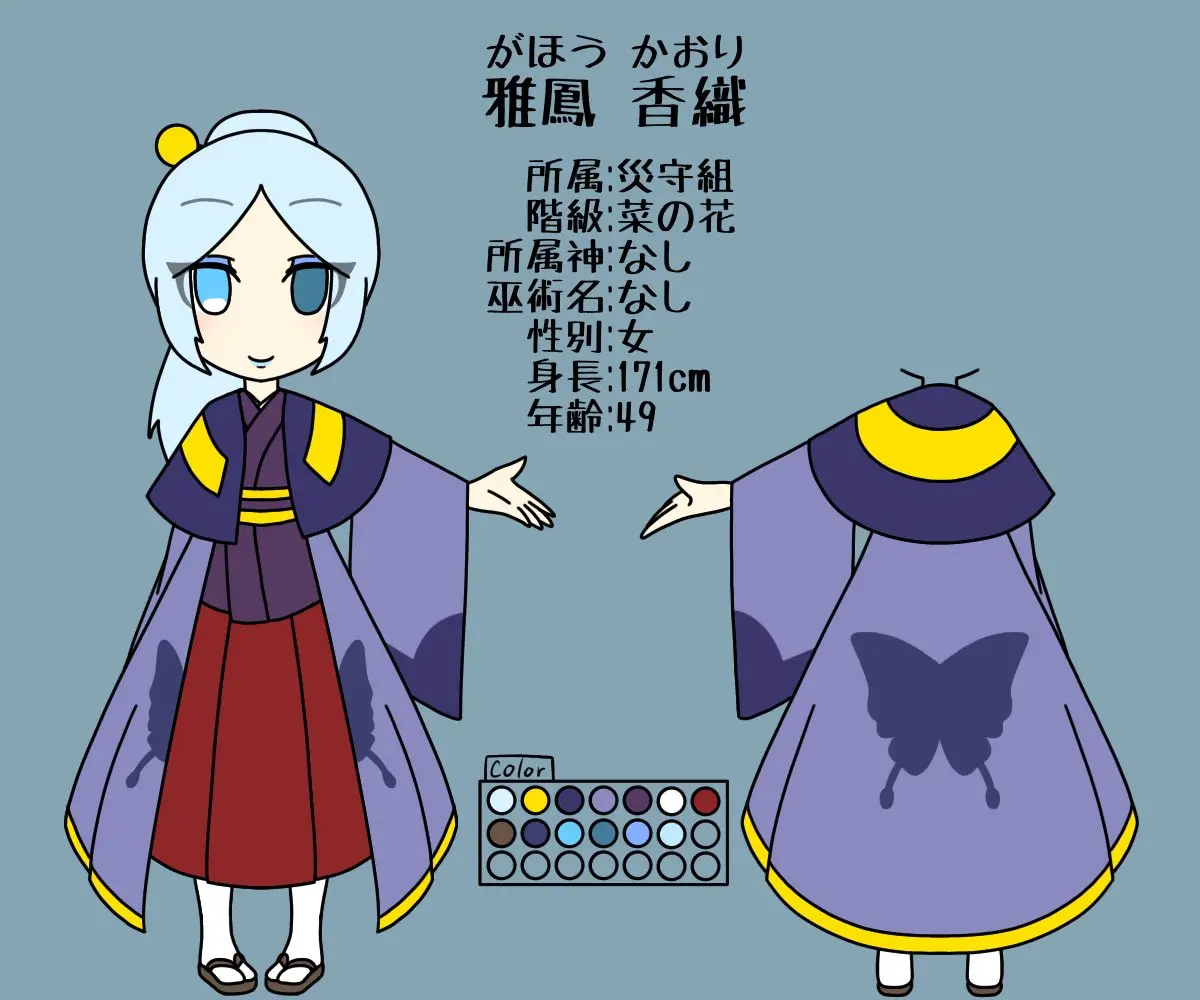 がほう かおり
雅鳳 香織
所属:災守組
階級:菜の花
所属神:なし
巫術名:なし
性別:女
身長:171cm
年齢:49
Color